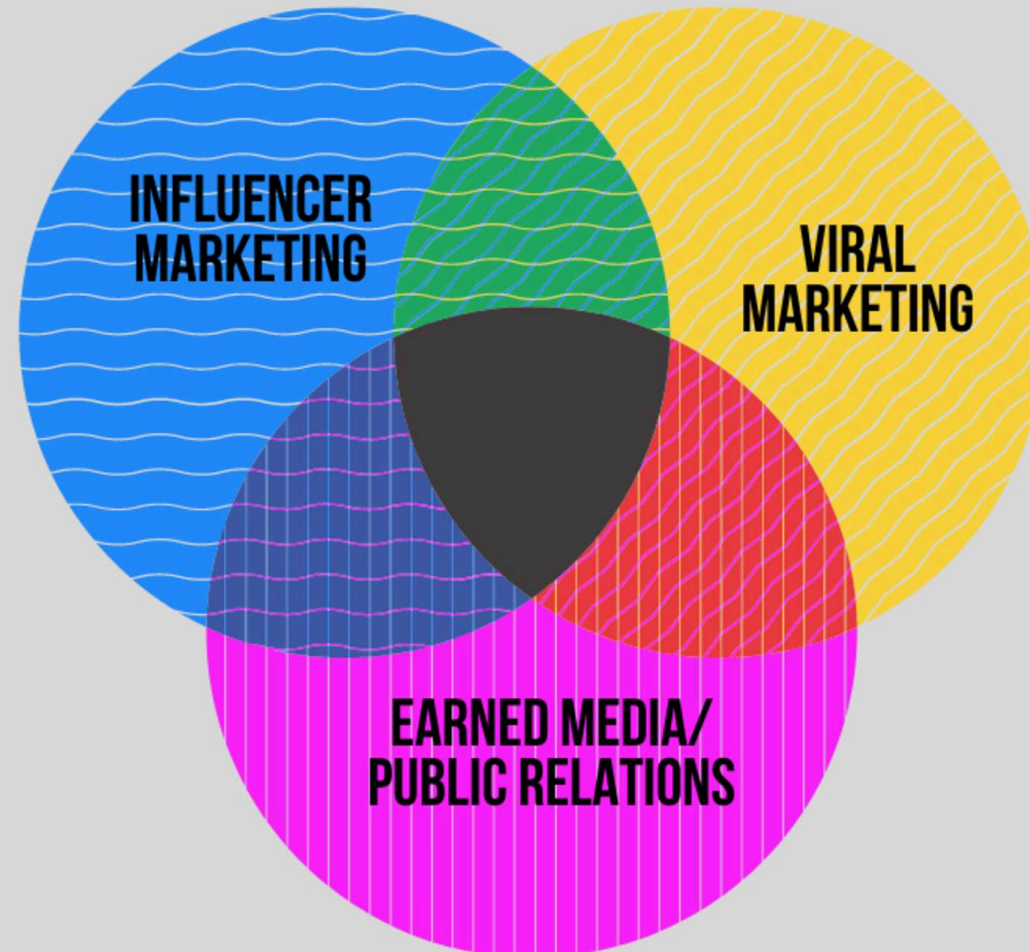 INFLUENCER
MARKETING
VIRAL
MARKETING
EARNED MEDIA/
PUBLIC RELATIONS